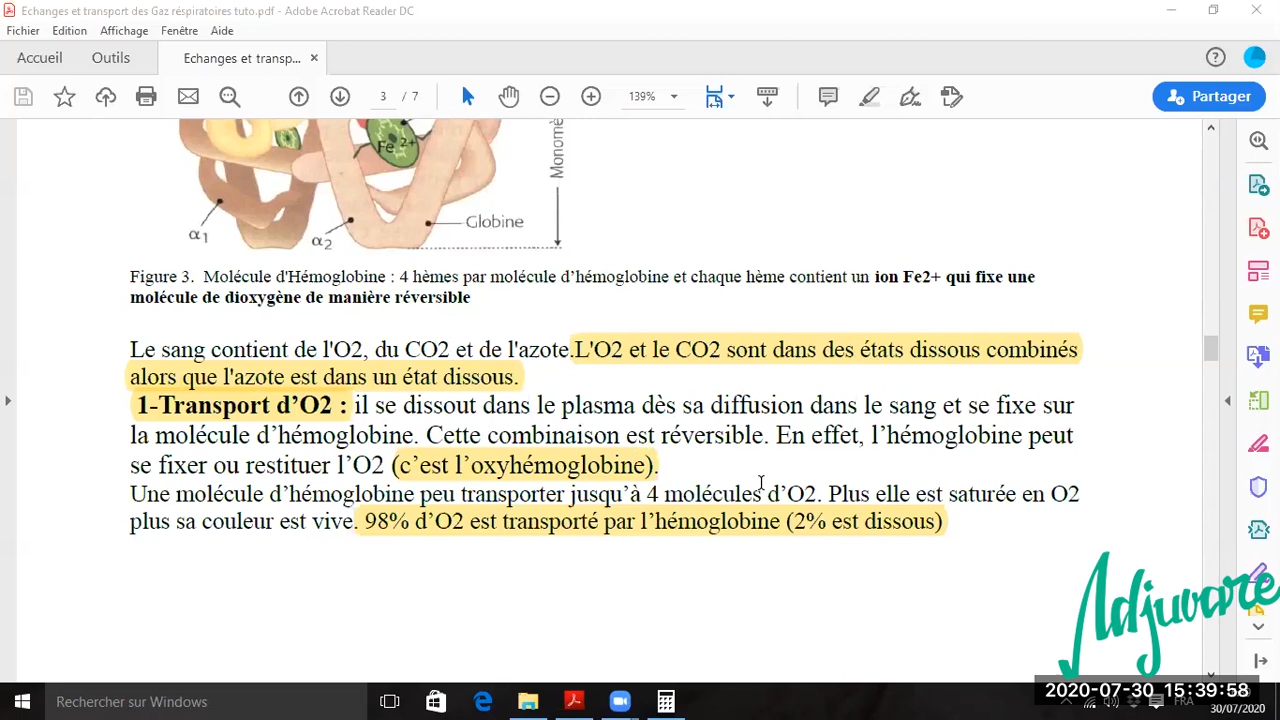 Echanges et transport des Gaz réspiratoires tuto.pdf - Adobe Acrobat Reader DC
Fichier Edition Affichage Fenêtre Aide
Accueil Outils Echanges et transp... ×
3 / 7 139% Partager
Fe 2+
Monomè
Globine
α1 α2
Figure 3. Molécule d'Hémoglobine : 4 hèmes par molécule d’hémoglobine et chaque hème contient un ion Fe2+ qui fixe une
molécule de dioxygène de manière réversible
Le sang contient de l'O2, du CO2 et de l'azote.L'O2 et le CO2 sont dans des états dissous combinés
alors que l'azote est dans un état dissous.
1-Transport d’O2 : il se dissout dans le plasma dès sa diffusion dans le sang et se fixe sur
la molécule d’hémoglobine. Cette combinaison est réversible. En effet, l’hémoglobine peut
se fixer ou restituer l’O2 (c’est l’oxyhémoglobine).
Une molécule d’hémoglobine peu transporter jusqu’à 4 molécules d’O2. Plus elle est saturée en O2
plus sa couleur est vive. 98% d’O2 est transporté par l’hémoglobine (2% est dissous)
Adjuvare
2020-07-30 15:39:58
Rechercher sur Windows
FRA
30/07/2020